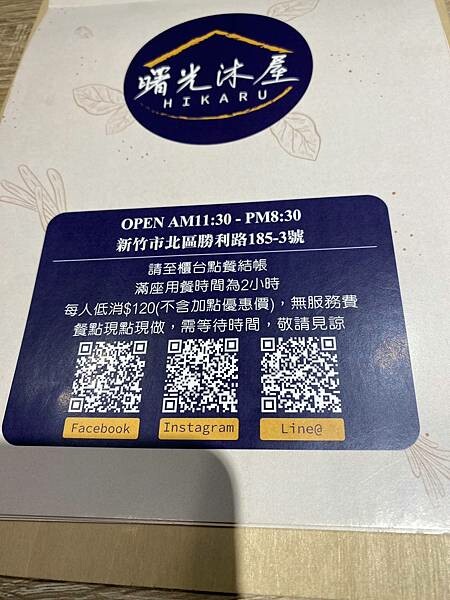 曙光沐屋
HIKARU
OPEN AM11:30 - PM8:30
新竹市北區勝利路185-3號
請至櫃台點餐結帳
滿座用餐時間為2小時
每人低消$120(不含加點優惠價)，無服務費
餐點現點現做，需等待時間，敬請見諒
Facebook
Instagram
Line@